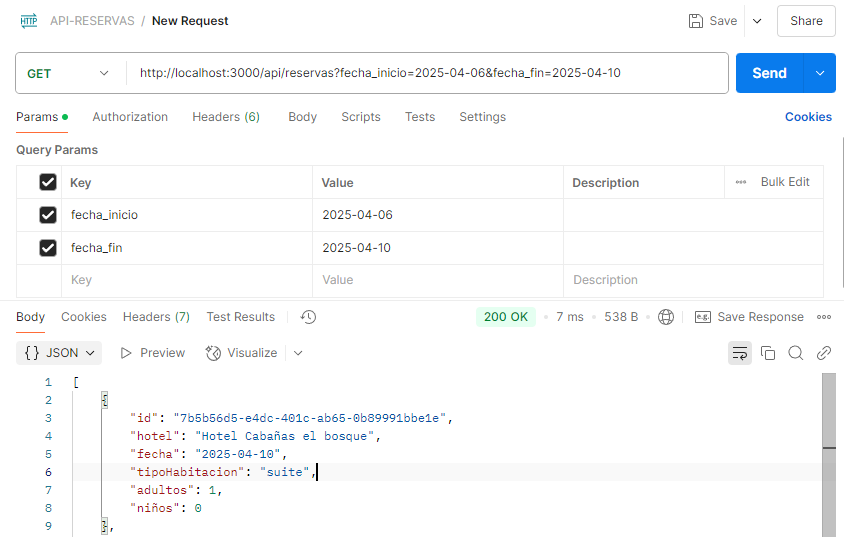 HTTP API-RESERVAS / New Request Save Share
GET http://localhost:3000/api/reservas?fecha_inicio=2025-04-06&fecha_fin=2025-04-10 Send
Params Authorization Headers (6) Body Scripts Tests Settings Cookies
Query Params
Key Value Description Bulk Edit
fecha_inicio 2025-04-06
fecha_fin 2025-04-10
Key Value Description
Body Cookies Headers (7) Test Results 200 OK 7 ms 538 B e.g. Save Response
{} JSON Preview Visualize
1 [
2 {
3 "id": "7b5b56d5-e4dc-401c-ab65-0b89991bbe1e",
4 "hotel": "Hotel Cabañas el bosque",
5 "fecha": "2025-04-10",
6 "tipoHabitacion": "suite",
7 "adultos": 1,
8 "niños": 0
9 },